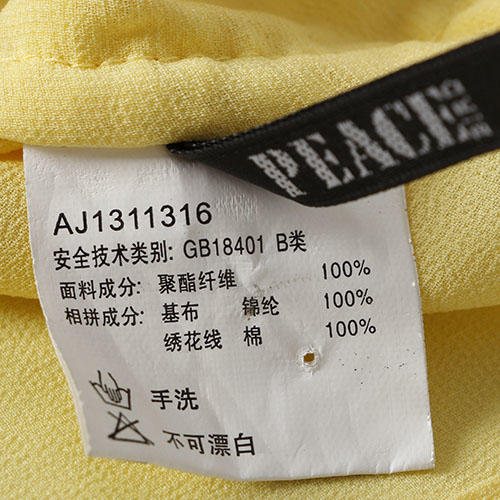 PEACE
AJ1311316
安全技术类别: GB18401 B类
面料成分: 聚酯纤维 100%
相拼成分: 基布 锦纶 100%
绣花线 棉 100%
手洗
不可漂白